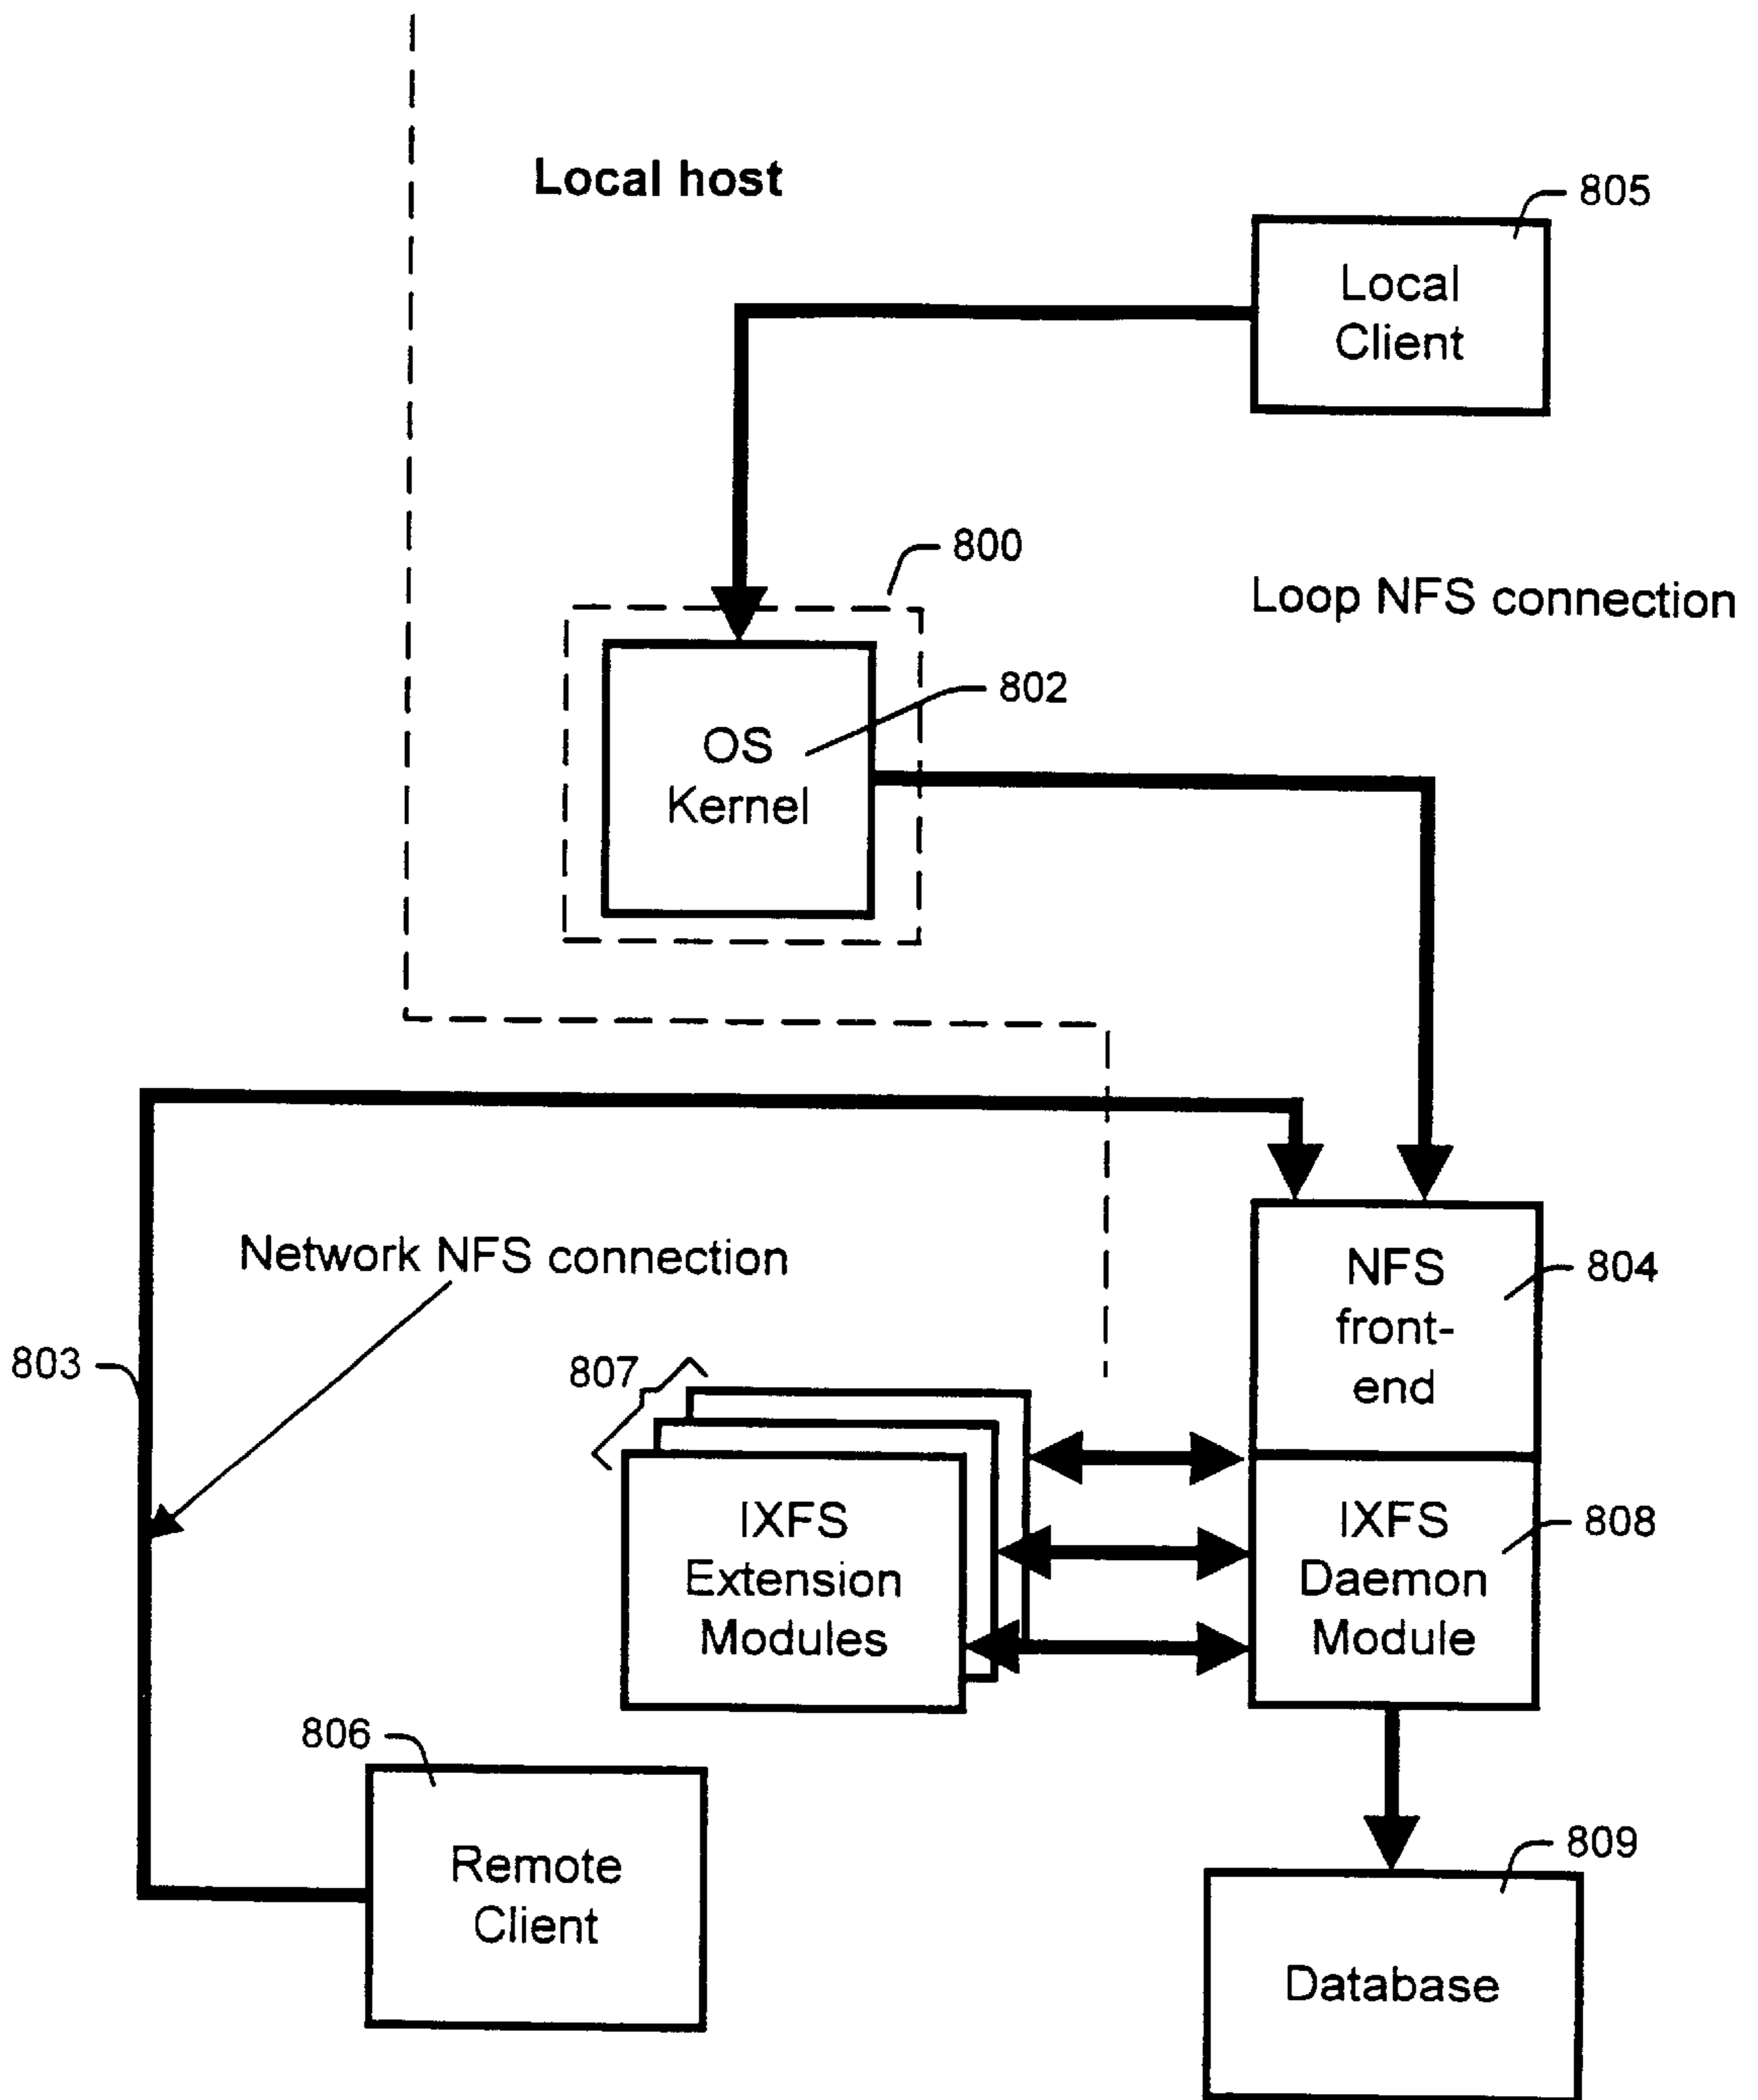 Local host
805
Local
Client
800
Loop NFS connection
802
OS
Kernel
Network NFS connection
NFS
front-
end
804
803
807
IXFS
Extension
Modules
IXFS
Daemon
Module
808
806
Remote
Client
809
Database